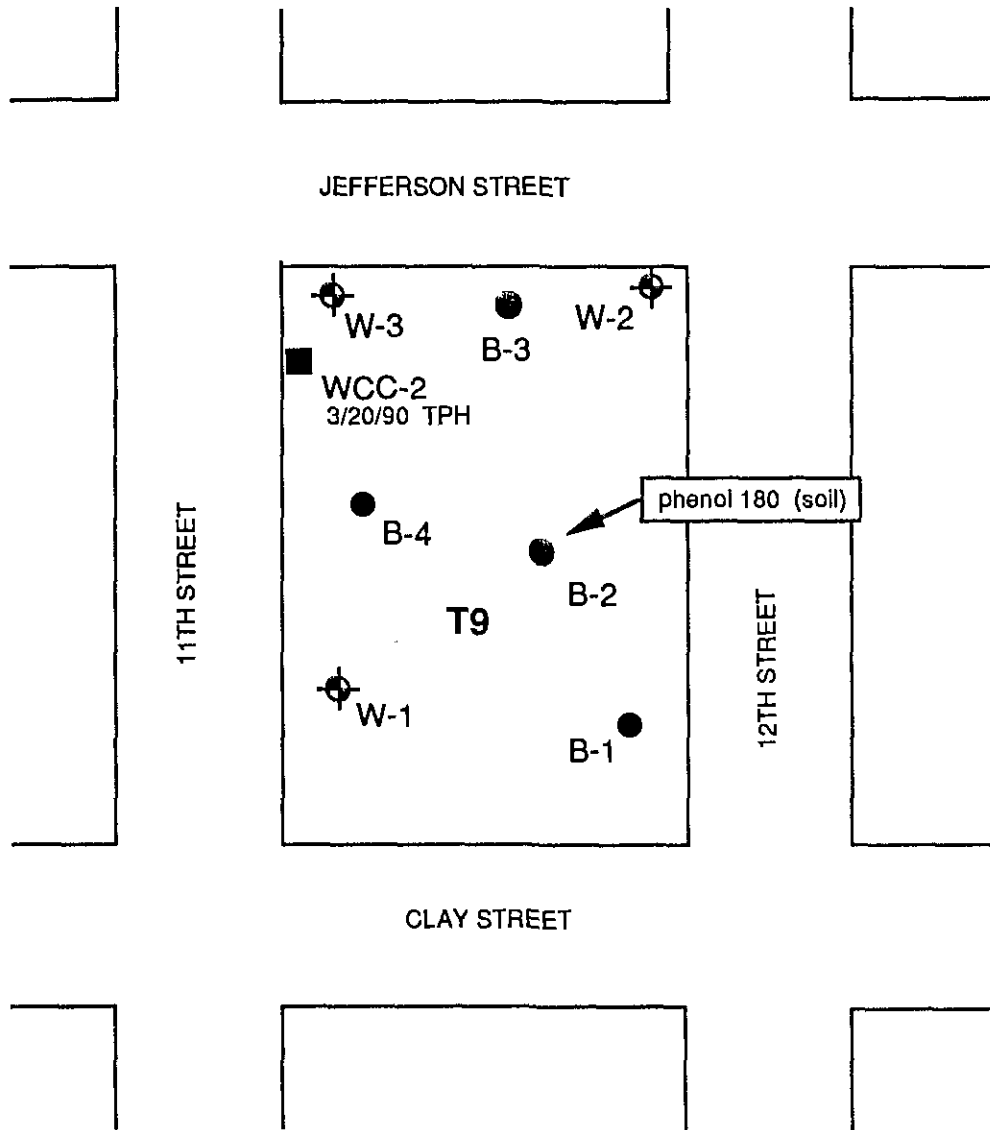 JEFFERSON STREET
W-3
B-3
W-2
WCC-2
3/20/90 TPH
phenol 180 (soil)
B-4
B-2
11TH STREET
T9
12TH STREET
W-1
B-1
CLAY STREET